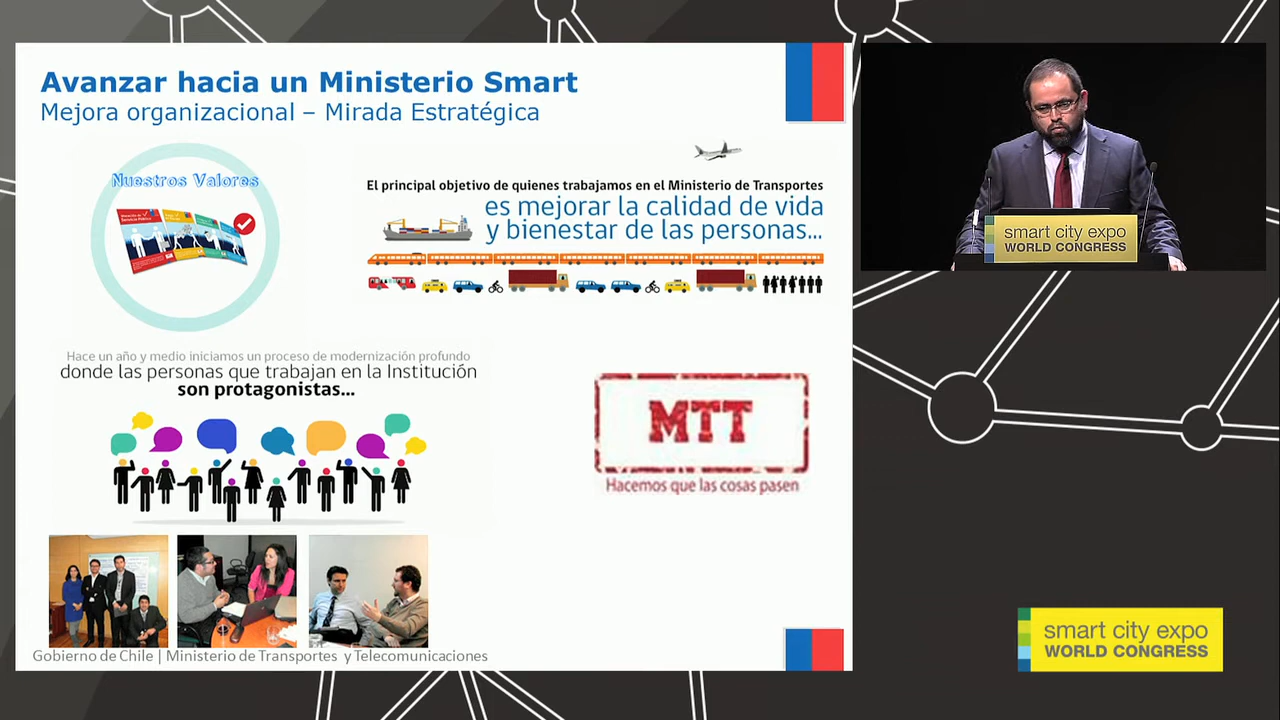 Avanzar hacia un Ministerio Smart
Mejora organizacional – Mirada Estratégica
Nuestros Valores
El principal objetivo de quienes trabajamos en el Ministerio de Transportes
es mejorar la calidad de vida
y bienestar de las personas...
Hace un año y medio iniciamos un proceso de modernización profundo
donde las personas que trabajan en la Institución
son protagonistas...
MTT
Hacemos que las cosas pasen
Gobierno de Chile | Ministerio de Transportes y Telecomunicaciones
smart city expo
WORLD CONGRESS
smart city expo
WORLD CONGRESS